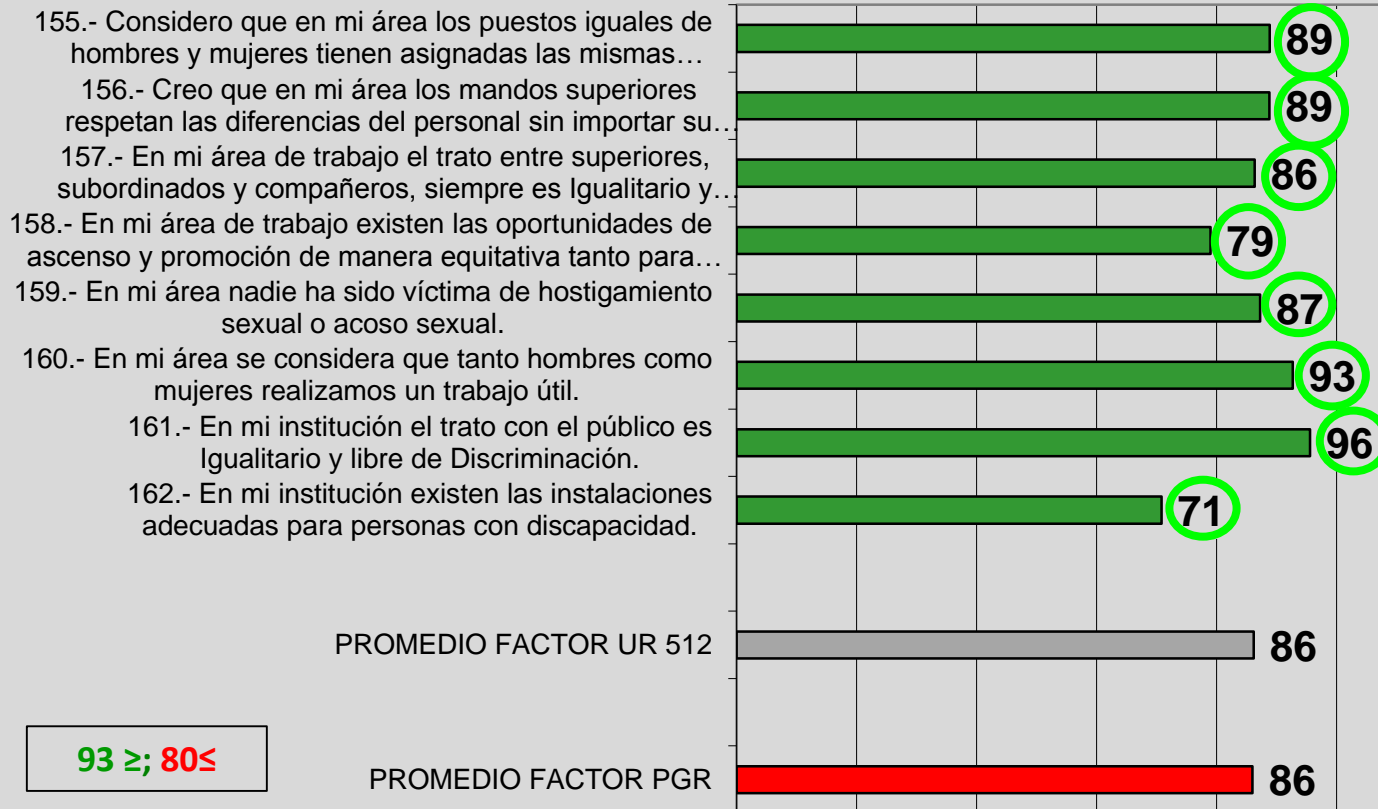 155.- Considero que en mi área los puestos iguales de
hombres y mujeres tienen asignadas las mismas…
89
156.- Creo que en mi área los mandos superiores
respetan las diferencias del personal sin importar su…
89
157.- En mi área de trabajo el trato entre superiores,
subordinados y compañeros, siempre es Igualitario y…
86
158.- En mi área de trabajo existen las oportunidades de
ascenso y promoción de manera equitativa tanto para…
79
159.- En mi área nadie ha sido víctima de hostigamiento
sexual o acoso sexual.
87
160.- En mi área se considera que tanto hombres como
mujeres realizamos un trabajo útil.
93
161.- En mi institución el trato con el público es
Igualitario y libre de Discriminación.
96
162.- En mi institución existen las instalaciones
adecuadas para personas con discapacidad.
71
PROMEDIO FACTOR UR 512
86
93 ≥; 80≤
PROMEDIO FACTOR PGR
86